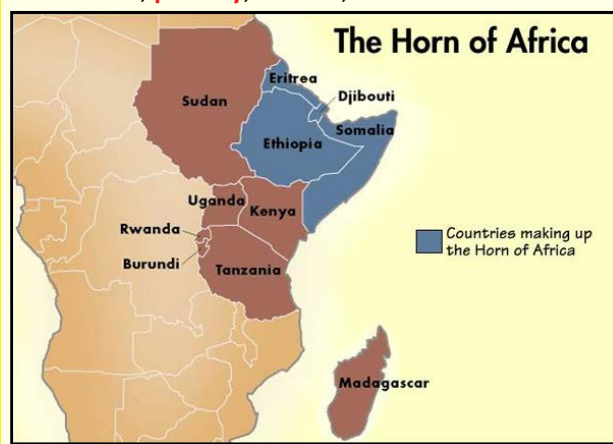 The Horn of Africa
Eritrea
Djibouti
Sudan
Somalia
Ethiopia
Uganda
Kenya
Rwanda
Countries making up
the Horn of Africa
Burundi
Tanzania
Madagascar